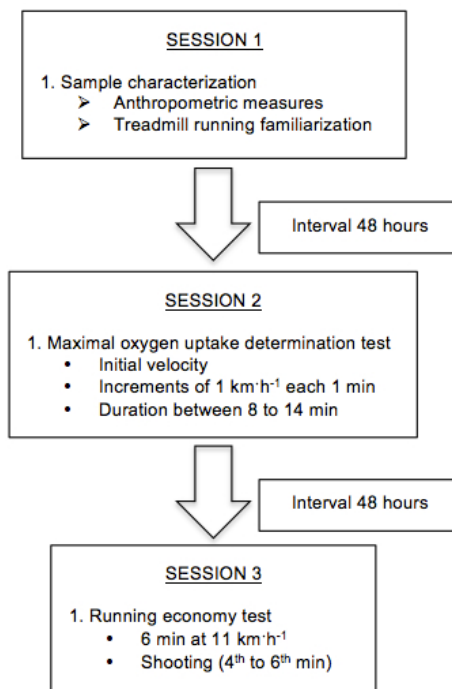 SESSION 1
1. Sample characterization
➢ Anthropometric measures
➢ Treadmill running familiarization
Interval 48 hours
SESSION 2
1. Maximal oxygen uptake determination test
• Initial velocity
• Increments of 1 km·h⁻¹ each 1 min
• Duration between 8 to 14 min
Interval 48 hours
SESSION 3
1. Running economy test
• 6 min at 11 km·h⁻¹
• Shooting (4ᵗʰ to 6ᵗʰ min)